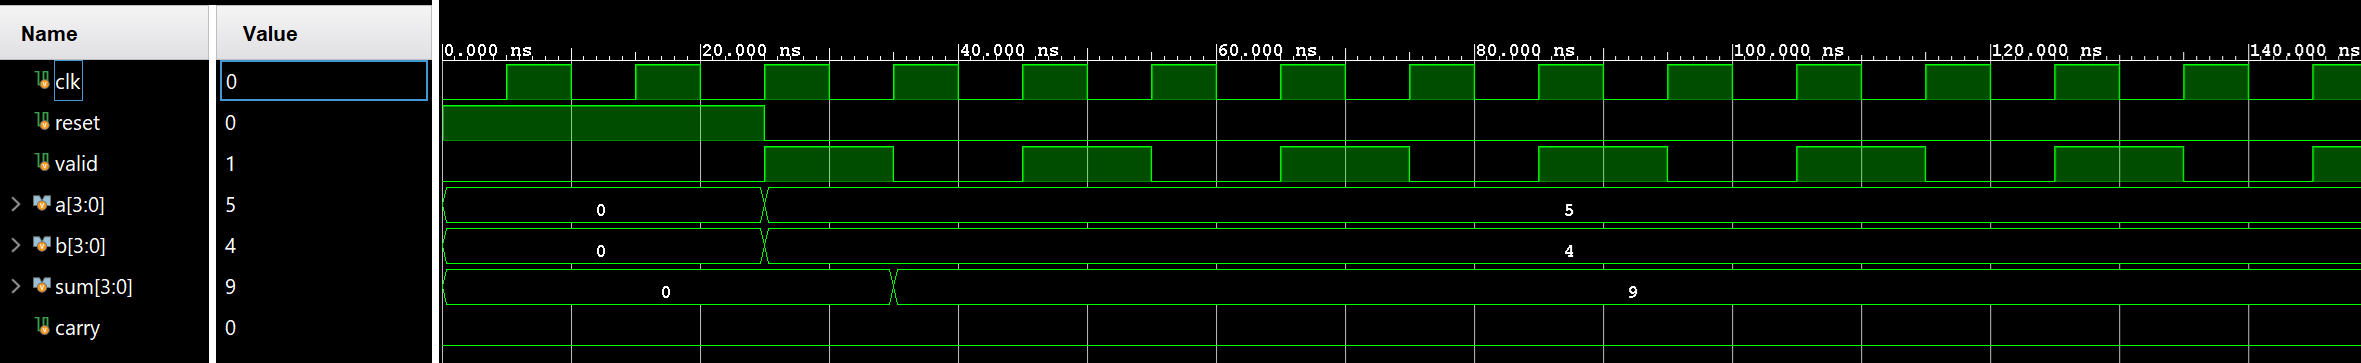 Name Value
0.000 ns 20.000 ns 40.000 ns 60.000 ns 80.000 ns 100.000 ns 120.000 ns 140.000 ns
clk 0
reset 0
valid 1
a[3:0] 5 0 5
b[3:0] 4 0 4
sum[3:0] 9 0 9
carry 0